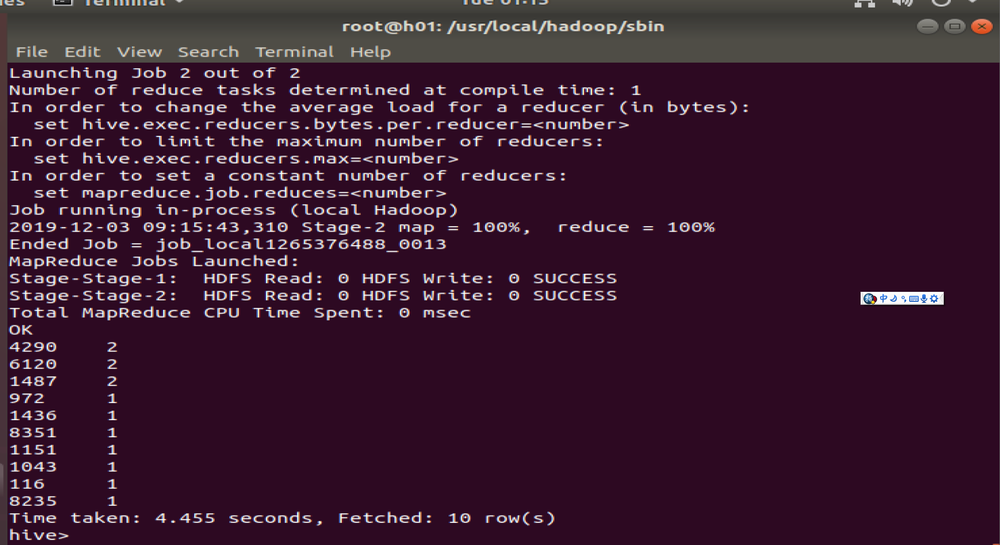 Terminal
root@h01: /usr/local/hadoop/sbin
File Edit View Search Terminal Help
Launching Job 2 out of 2
Number of reduce tasks determined at compile time: 1
In order to change the average load for a reducer (in bytes):
  set hive.exec.reducers.bytes.per.reducer=<number>
In order to limit the maximum number of reducers:
  set hive.exec.reducers.max=<number>
In order to set a constant number of reducers:
  set mapreduce.job.reduces=<number>
Job running in-process (local Hadoop)
2019-12-03 09:15:43,310 Stage-2 map = 100%,  reduce = 100%
Ended Job = job_local1265376488_0013
MapReduce Jobs Launched:
Stage-Stage-1:  HDFS Read: 0 HDFS Write: 0 SUCCESS
Stage-Stage-2:  HDFS Read: 0 HDFS Write: 0 SUCCESS
中
Total MapReduce CPU Time Spent: 0 msec
OK
4290    2
6120    2
1487    2
972     1
1436    1
8351    1
1151    1
1043    1
116     1
8235    1
Time taken: 4.455 seconds, Fetched: 10 row(s)
hive>